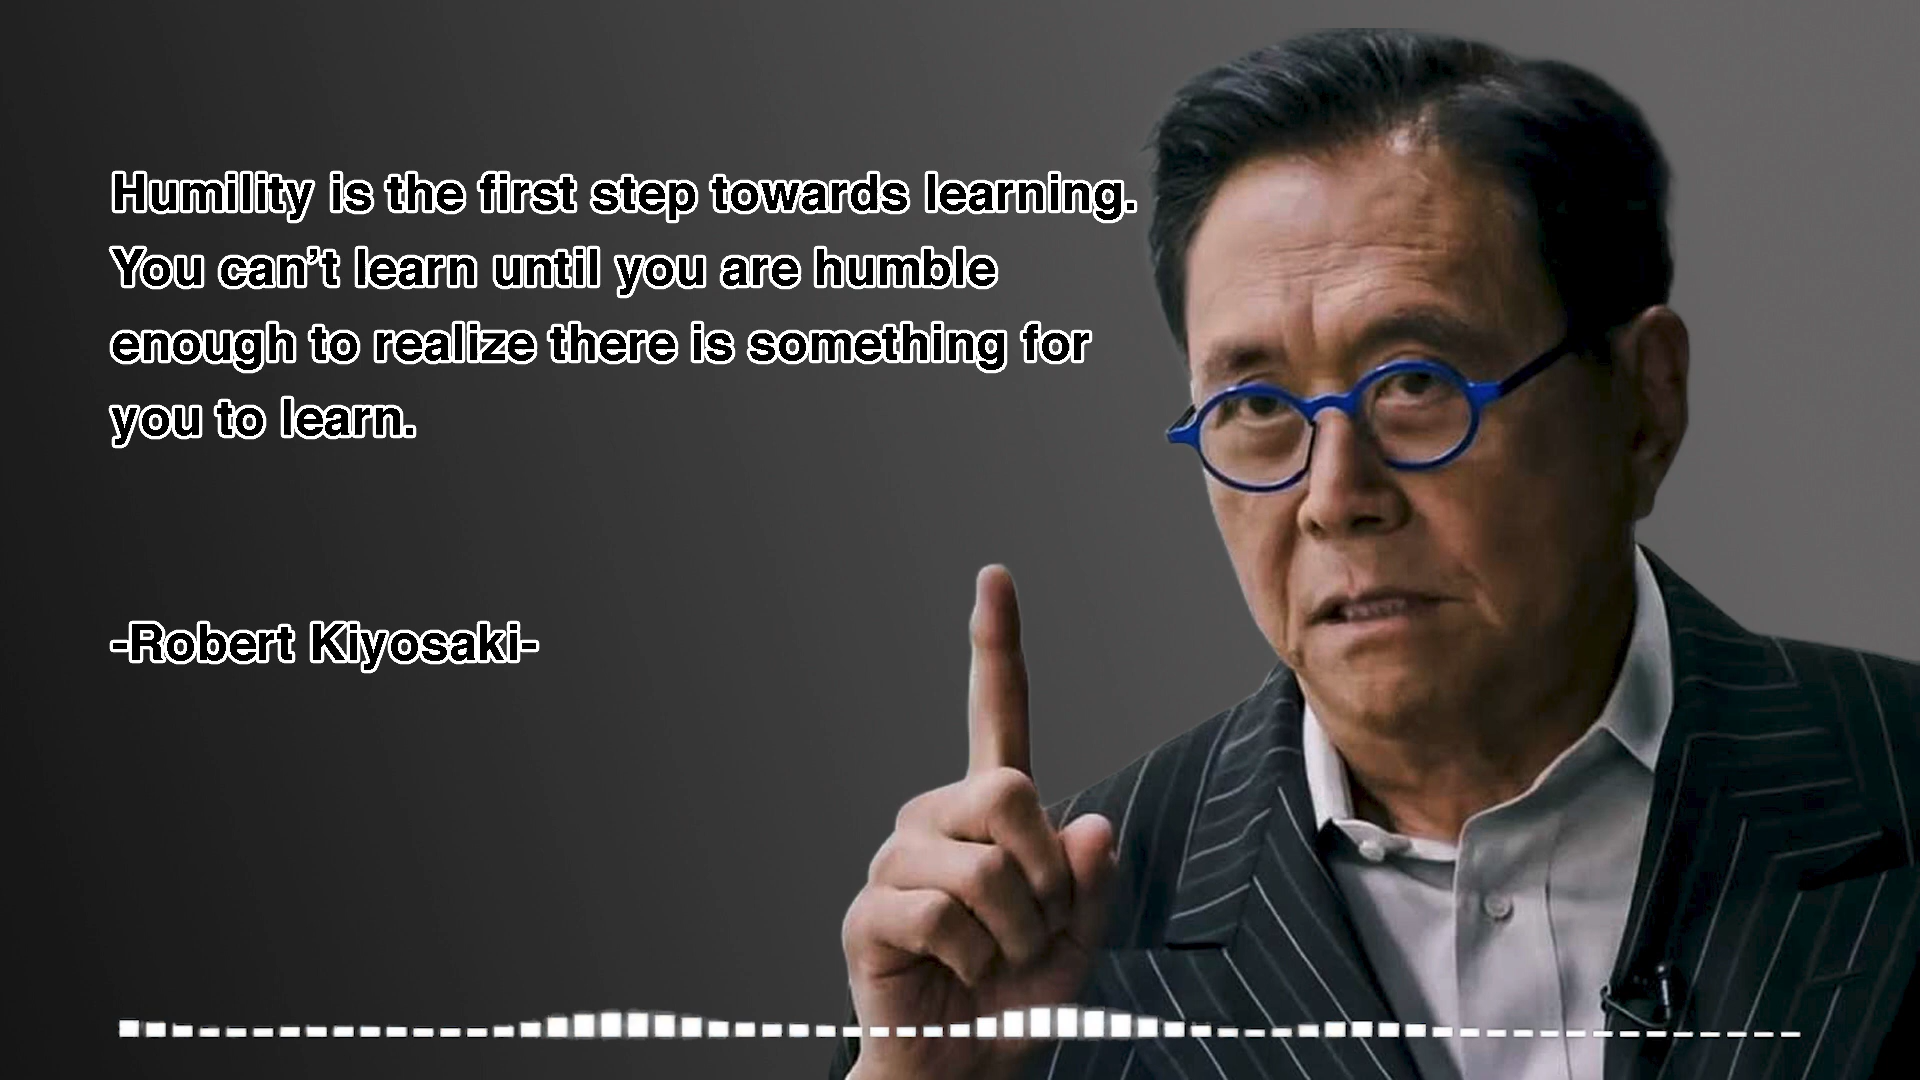 Humility is the first step towards learning.
You can’t learn until you are humble
enough to realize there is something for
you to learn.
-Robert Kiyosaki-